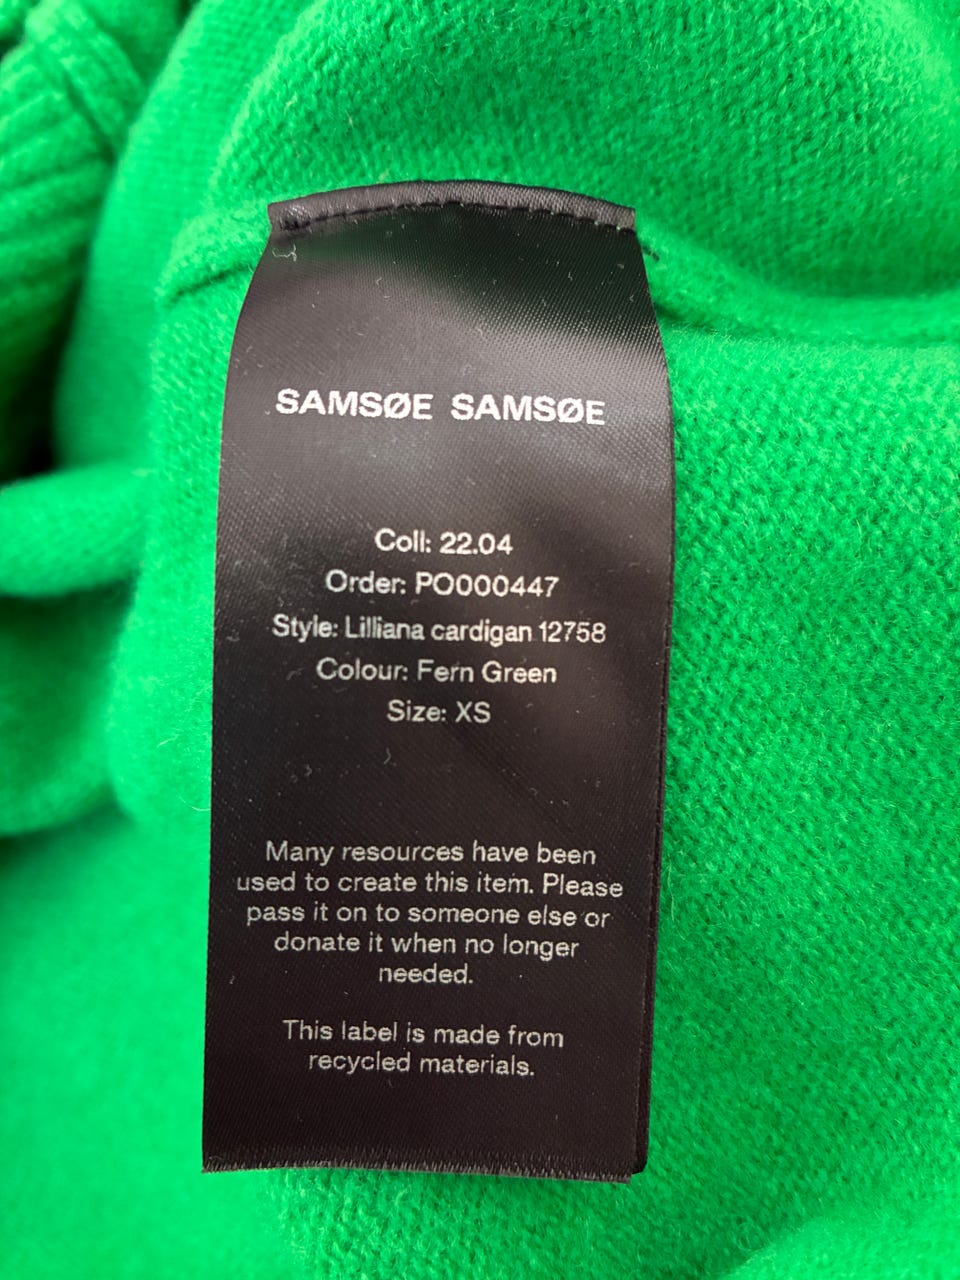 SAMSØE SAMSØE
Coll: 22.04
Order: PO000447
Style: Lilliana cardigan 12758
Colour: Fern Green
Size: XS
Many resources have been
used to create this item. Please
pass it on to someone else or
donate it when no longer
needed.
This label is made from
recycled materials.